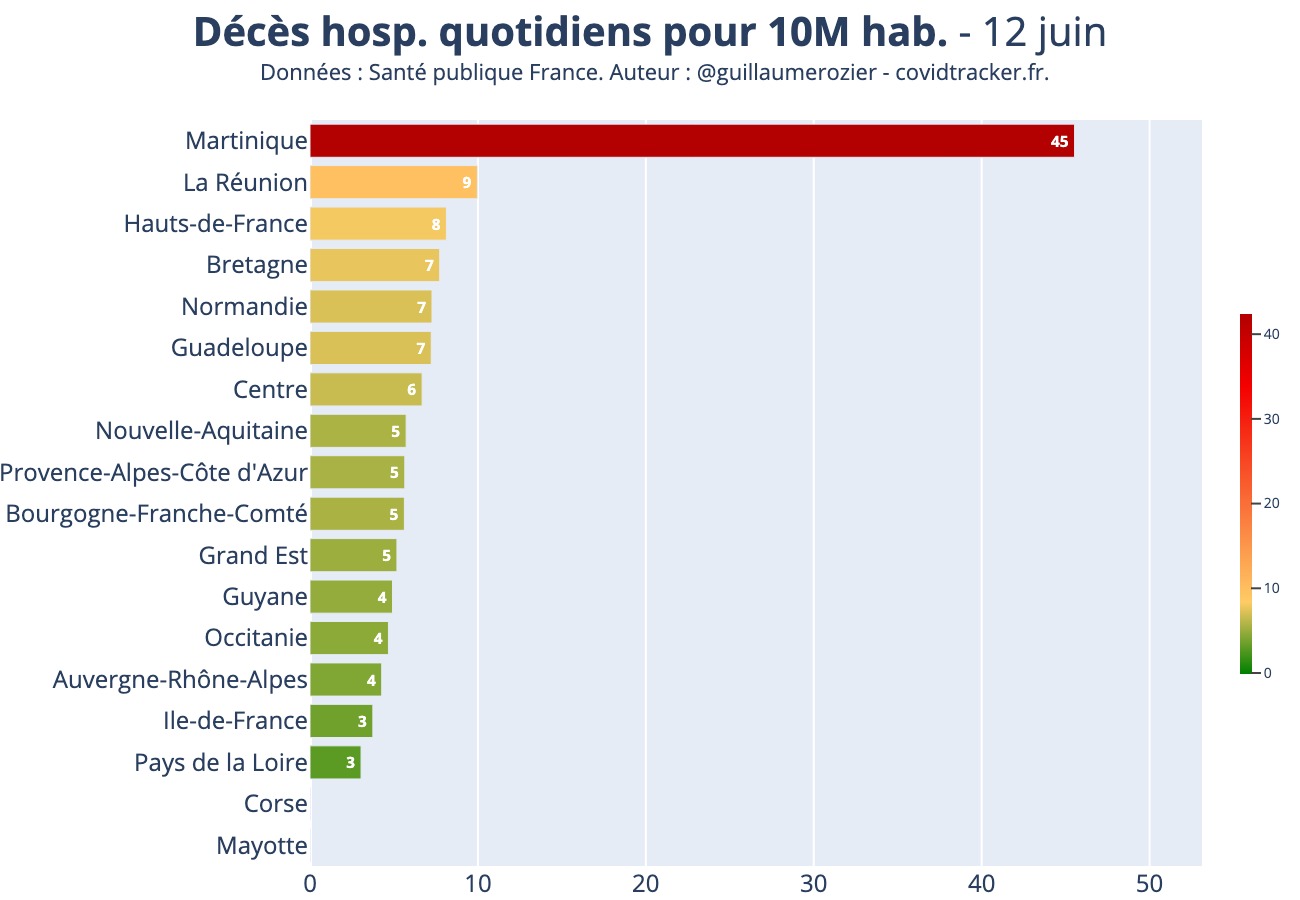 Décès hosp. quotidiens pour 10M hab. - 12 juin
Données : Santé publique France. Auteur : @guillaumerozier - covidtracker.fr.
Martinique 45
La Réunion 9
Hauts-de-France 8
Bretagne 7
Normandie 7
Guadeloupe 7
Centre 6
Nouvelle-Aquitaine 5
Provence-Alpes-Côte d'Azur 5
Bourgogne-Franche-Comté 5
Grand Est 5
Guyane 4
Occitanie 4
Auvergne-Rhône-Alpes 4
Ile-de-France 3
Pays de la Loire 3
Corse
Mayotte
0 10 20 30 40 50
40
30
20
10
0